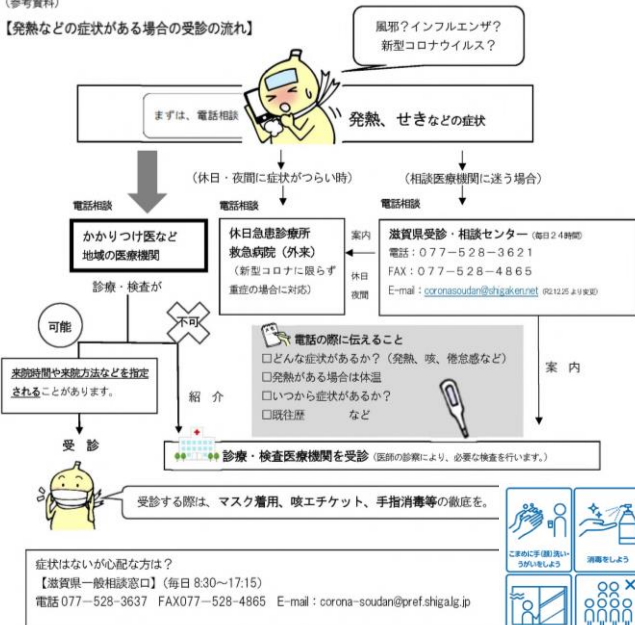 （参考資料）
【発熱などの症状がある場合の受診の流れ】
風邪？インフルエンザ？
新型コロナウイルス？
まずは、電話相談
発熱、せきなどの症状
（休日・夜間に症状がつらい時）
（相談医療機関に迷う場合）
電話相談
かかりつけ医など
地域の医療機関
電話相談
休日急患診療所
救急病院（外来）
（新型コロナに限らず
重症の場合に対応）
案内
休日
夜間
電話相談
滋賀県受診・相談センター（毎日24時間）
電話：077－528－3621
FAX：077－528－4865
E-mail：coronasoudan@shigaken.net (R2.12.25 より変更)
診療・検査が
可能
不可
来院時間や来院方法などを指定
されることがあります。
紹 介
電話の際に伝えること
□どんな症状があるか？（発熱、咳、倦怠感など）
□発熱がある場合は体温
□いつから症状があるか？
□既往歴 など
案 内
受 診
診療・検査医療機関を受診（医師の診察により、必要な検査を行います。）
受診する際は、マスク着用、咳エチケット、手指消毒等の徹底を。
こまめに手(顔)洗い・
うがいをしよう
消毒をしよう
症状はないが心配な方は？
【滋賀県一般相談窓口】（毎日 8:30～17:15）
電話 077－528-3637 FAX077－528-4865 E-mail：corona-soudan@pref.shiga.lg.jp